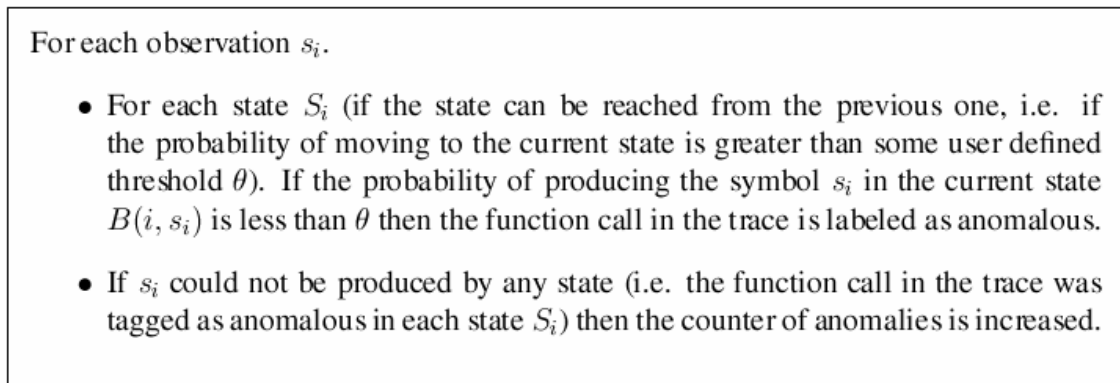 For each observation s_i.
• For each state S_i (if the state can be reached from the previous one, i.e. if
the probability of moving to the current state is greater than some user defined
threshold θ). If the probability of producing the symbol s_i in the current state
B(i, s_i) is less than θ then the function call in the trace is labeled as anomalous.
• If s_i could not be produced by any state (i.e. the function call in the trace was
tagged as anomalous in each state S_i) then the counter of anomalies is increased.